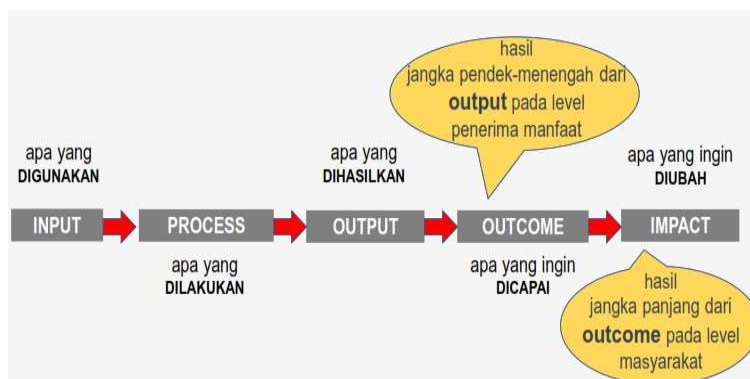 hasil
jangka pendek-menengah dari
output pada level
penerima manfaat
apa yang
DIGUNAKAN
apa yang
DIHASILKAN
apa yang ingin
DIUBAH
INPUT
PROCESS
OUTPUT
OUTCOME
IMPACT
apa yang
DILAKUKAN
apa yang ingin
DICAPAI
hasil
jangka panjang dari
outcome pada level
masyarakat